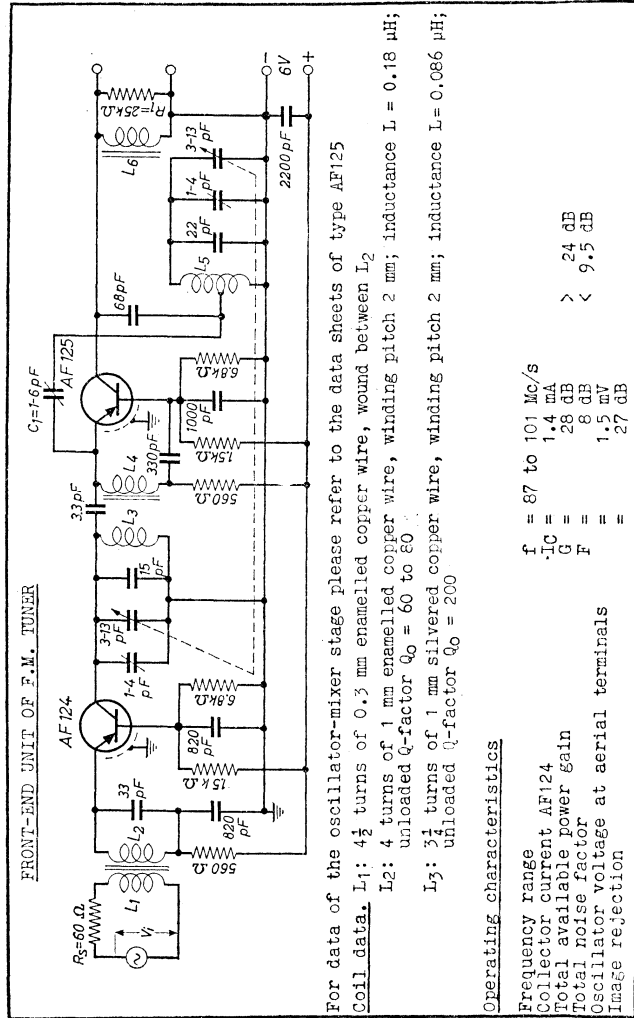 FRONT-END UNIT OF F.M. TUNER
C1=1-6pF
AF124
AF125
3,3pF
68pF
Rs=60 Ω
Vi
L1
L2
33 pF
820 pF
560Ω
15 kΩ
820 pF
6.8kΩ
1-4 pF
3-13 pF
15 pF
L3
L4
330pF
560Ω
1.5kΩ
1000 pF
6.8kΩ
L5
22 pF
1-4 pF
3-13 pF
L6
R1=25kΩ
2200 pF
-
6V
+
For data of the oscillator-mixer stage please refer to the data sheets of type AF125
Coil data. L1: 4½ turns of 0.3 mm enamelled copper wire, wound between L2
L2: 4 turns of 1 mm enamelled copper wire, winding pitch 2 mm; inductance L = 0.18 µH;
unloaded Q-factor Q0 = 60 to 80
L3: 3¼ turns of 1 mm silvered copper wire, winding pitch 2 mm; inductance L= 0.086 µH;
unloaded Q-factor Q0 = 200
Operating characteristics
Frequency range f = 87 to 101 Mc/s
Collector current AF124 -IC = 1.4 mA
Total available power gain G = 28 dB > 24 dB
Total noise factor F = 8 dB < 9.5 dB
Oscillator voltage at aerial terminals = 1.5 mV
Image rejection = 27 dB